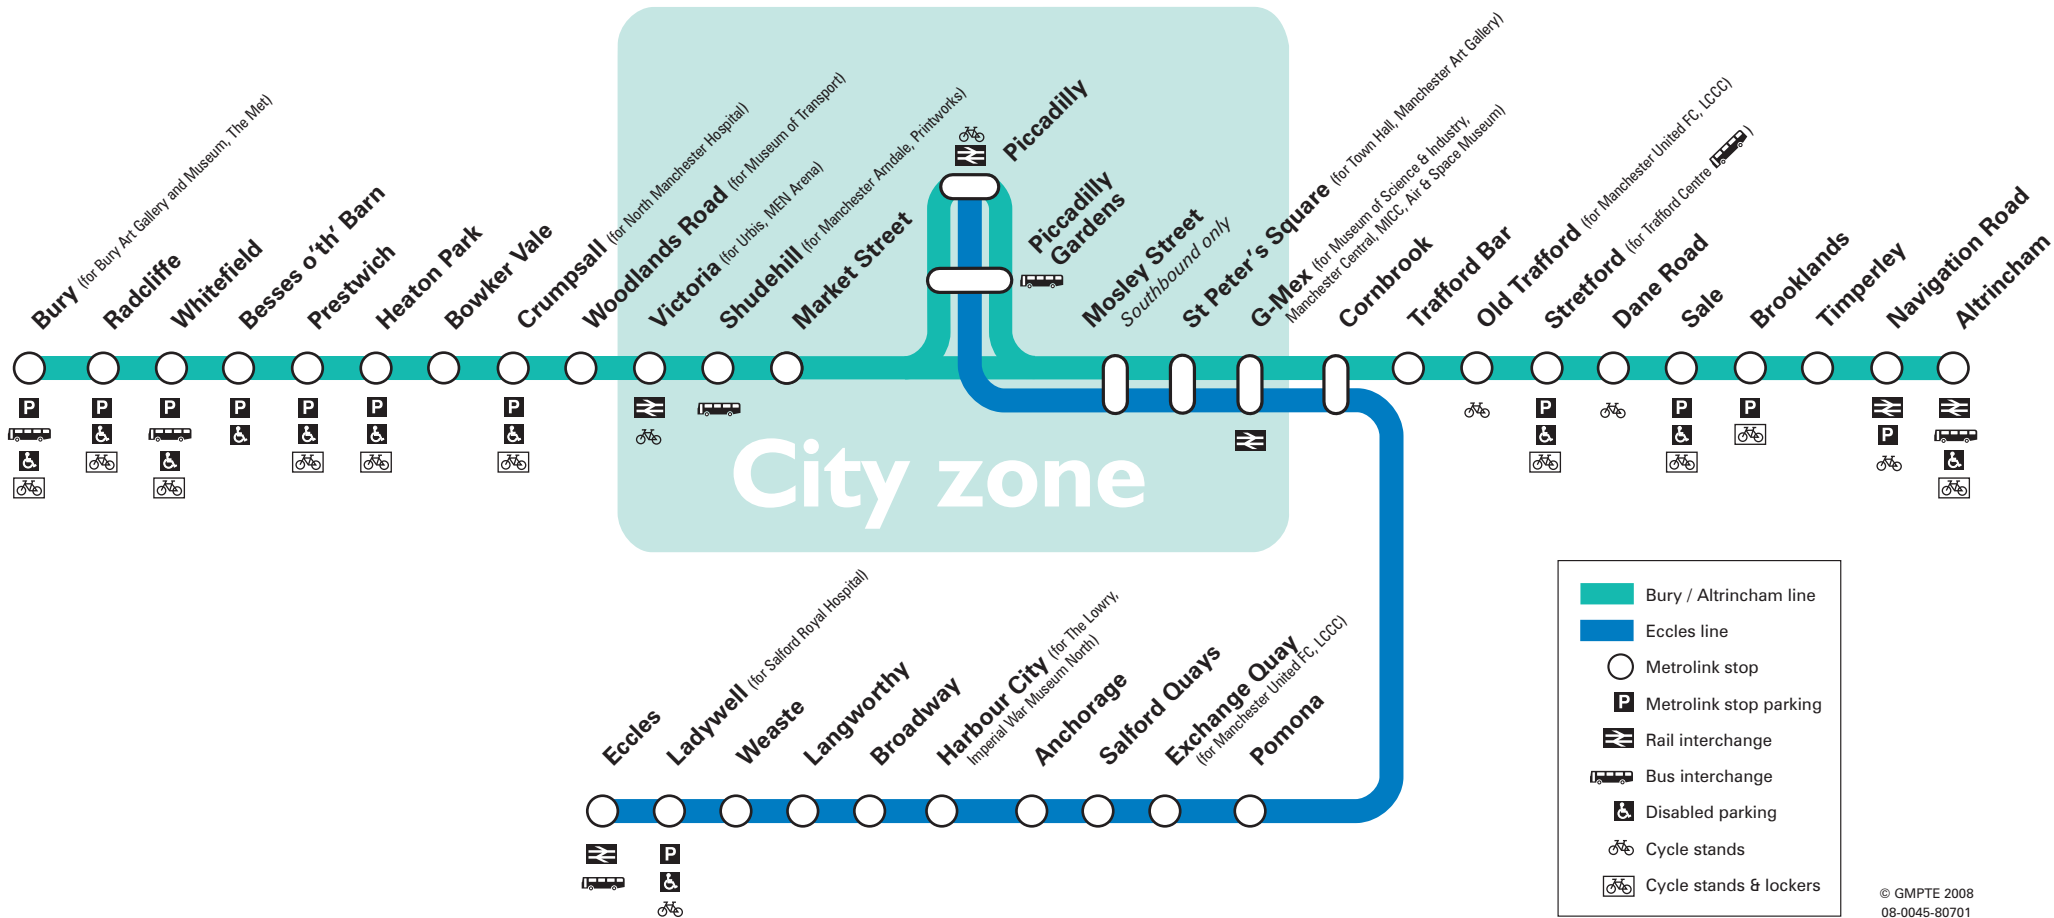 Bury (for Bury Art Gallery and Museum, The Met)
Radcliffe
Whitefield
Besses o'th' Barn
Prestwich
Heaton Park
Bowker Vale
Crumpsall (for North Manchester Hospital)
Woodlands Road (for Museum of Transport)
Victoria (for Urbis, MEN Arena)
Shudehill (for Manchester Arndale, Printworks)
Market Street
Piccadilly
Piccadilly
Gardens
Mosley Street
Southbound only
St Peter's Square (for Town Hall, Manchester Art Gallery)
G-Mex (for Museum of Science & Industry,
Manchester Central, MICC, Air & Space Museum)
Cornbrook
Trafford Bar
Old Trafford (for Manchester United FC, LCCC)
Stretford (for Trafford Centre )
Dane Road
Sale
Brooklands
Timperley
Navigation Road
Altrincham
P
P
P
P
P
P
P
P
P
P
P
City zone
Eccles
Ladywell (for Salford Royal Hospital)
Weaste
Langworthy
Broadway
Harbour City (for The Lowry,
Imperial War Museum North)
Anchorage
Salford Quays
Exchange Quay
(for Manchester United FC, LCCC)
Pomona
P
Bury / Altrincham line
Eccles line
Metrolink stop
P Metrolink stop parking
Rail interchange
Bus interchange
Disabled parking
Cycle stands
Cycle stands & lockers
© GMPTE 2008
08-0045-80701